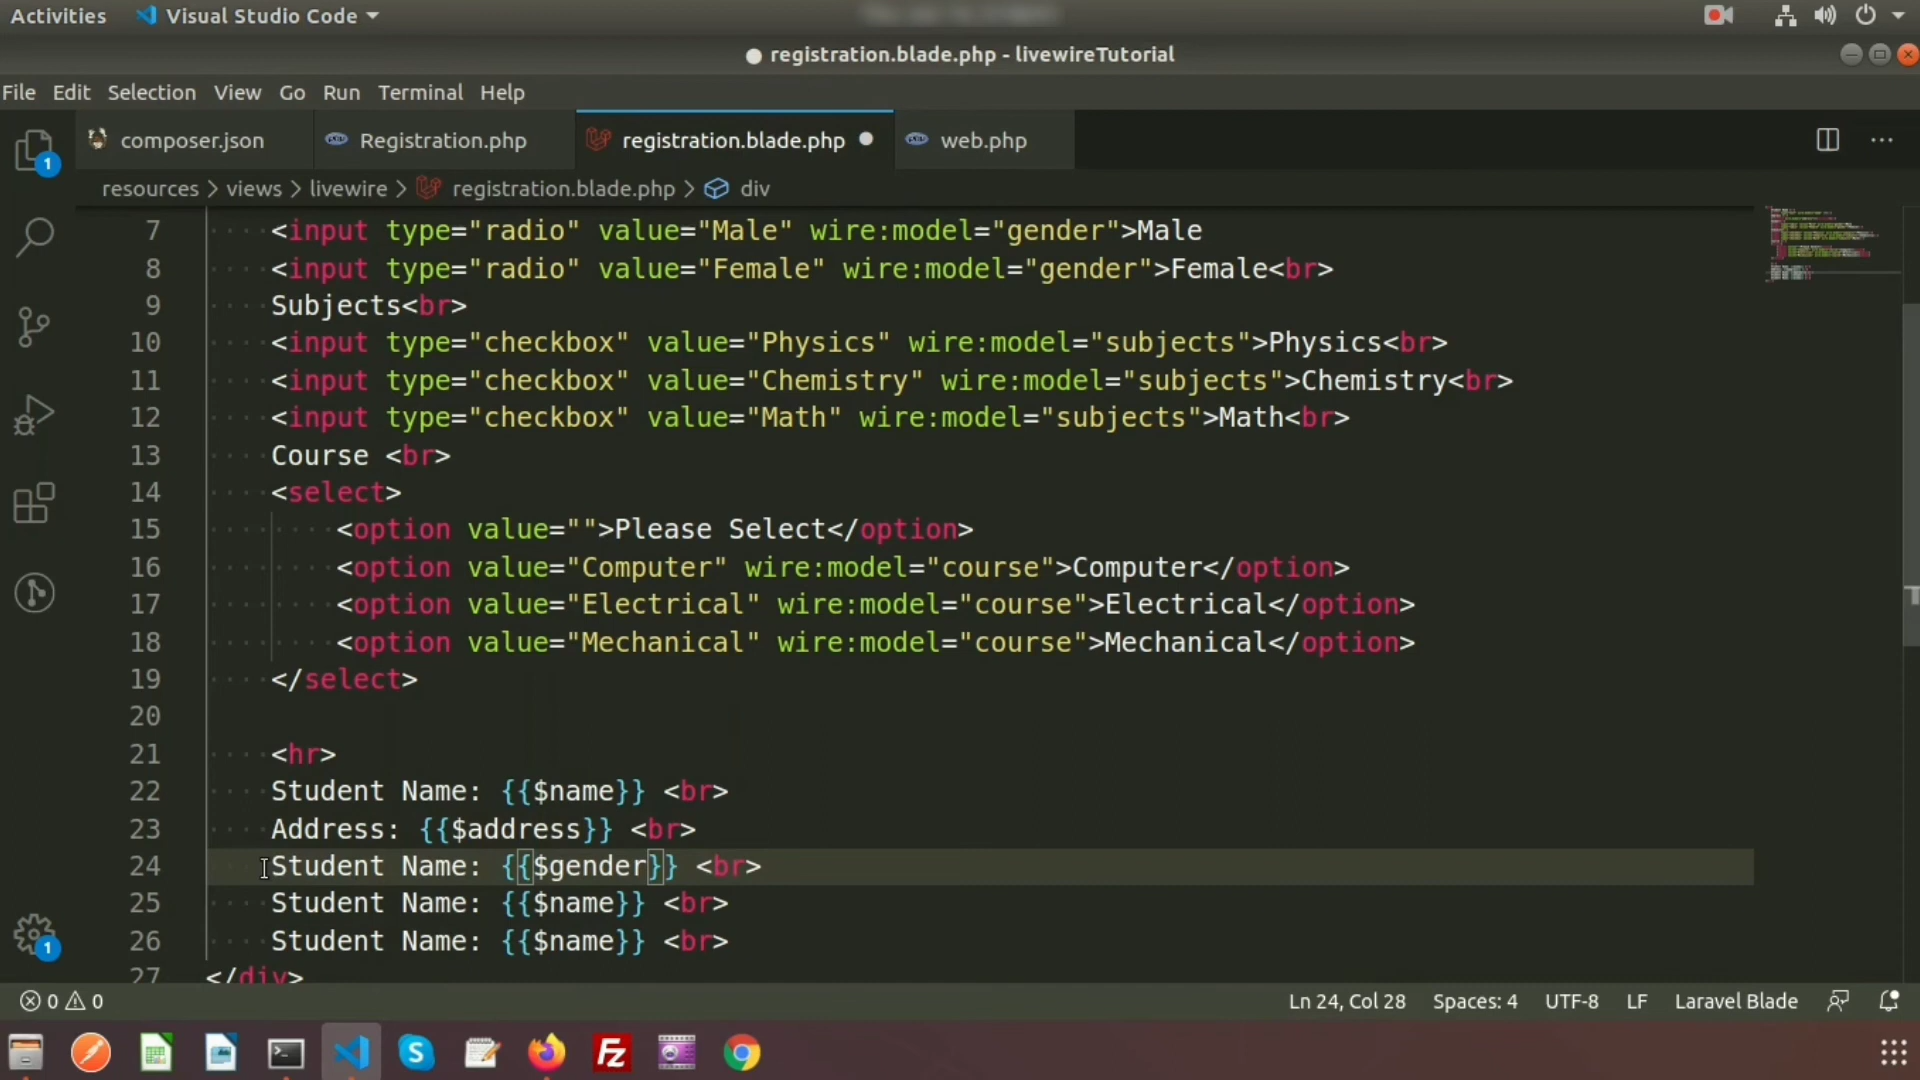 Activities Visual Studio Code
registration.blade.php - livewireTutorial
File Edit Selection View Go Run Terminal Help
1 composer.json Registration.php registration.blade.php web.php
resources > views > livewire > registration.blade.php > div
7 <input type="radio" value="Male" wire:model="gender">Male
8 <input type="radio" value="Female" wire:model="gender">Female<br>
9 Subjects<br>
10 <input type="checkbox" value="Physics" wire:model="subjects">Physics<br>
11 <input type="checkbox" value="Chemistry" wire:model="subjects">Chemistry<br>
12 <input type="checkbox" value="Math" wire:model="subjects">Math<br>
13 Course <br>
14 <select>
15 <option value="">Please Select</option>
16 <option value="Computer" wire:model="course">Computer</option>
17 <option value="Electrical" wire:model="course">Electrical</option>
18 <option value="Mechanical" wire:model="course">Mechanical</option>
19 </select>
20
21 <hr>
22 Student Name: {{$name}} <br>
23 Address: {{$address}} <br>
24 Student Name: {{$gender}} <br>
25 Student Name: {{$name}} <br>
26 Student Name: {{$name}} <br>
1
27 </div>
0 0 Ln 24, Col 28 Spaces: 4 UTF-8 LF Laravel Blade
S Fz